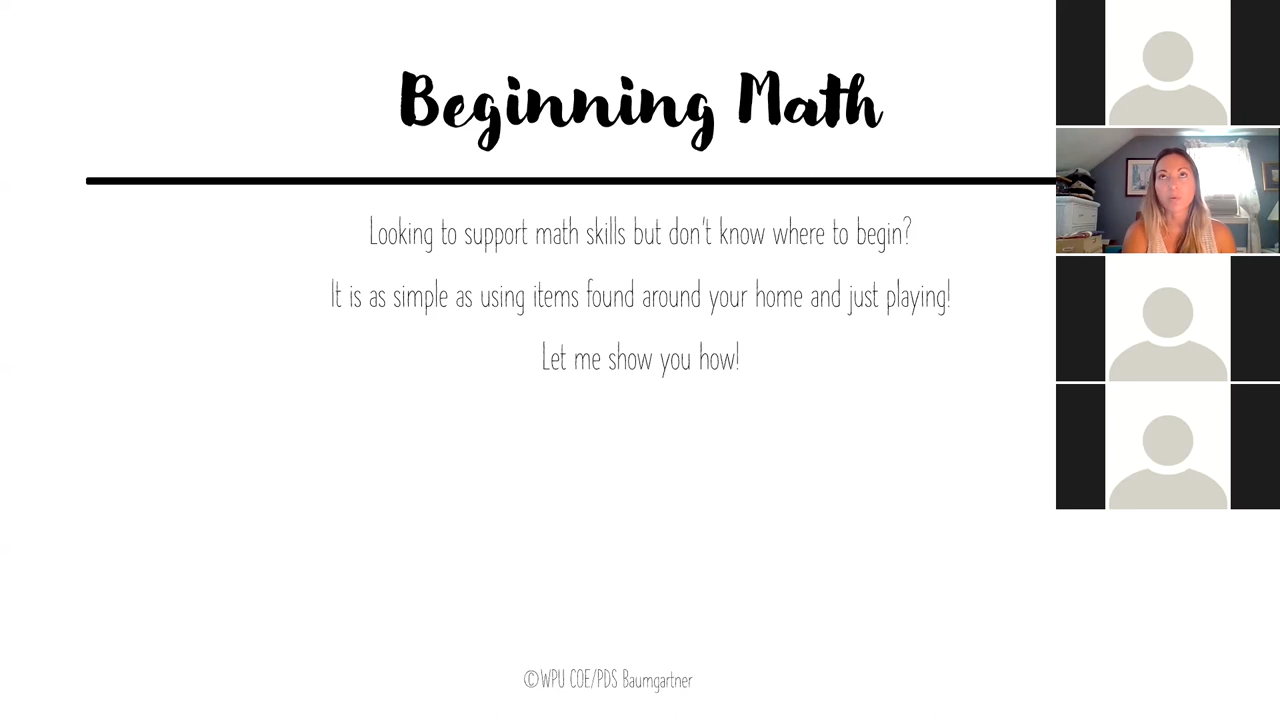 Beginning Math
Looking to support math skills but don't know where to begin?
It is as simple as using items found around your home and just playing!
Let me show you how!
©WPU COE/PDS Baumgartner